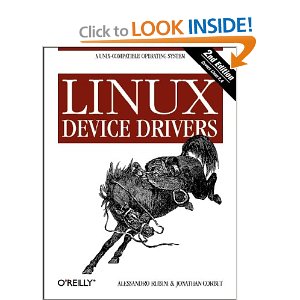 Click to LOOK INSIDE!
A UNIX-COMPATIBLE OPERATING SYSTEM
2nd Edition
LINUX
DEVICE DRIVERS
O'REILLY®
ALESSANDRO RUBINI & JONATHAN CORBET